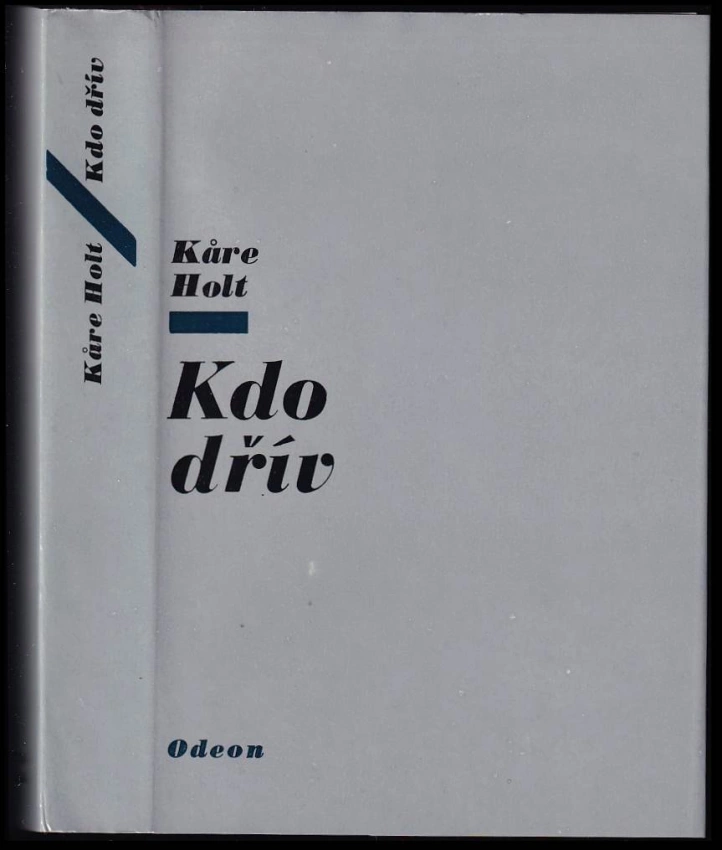 Kåre Holt / Kdo dřív
Kåre
Holt
Kdo
dřív
Odeon